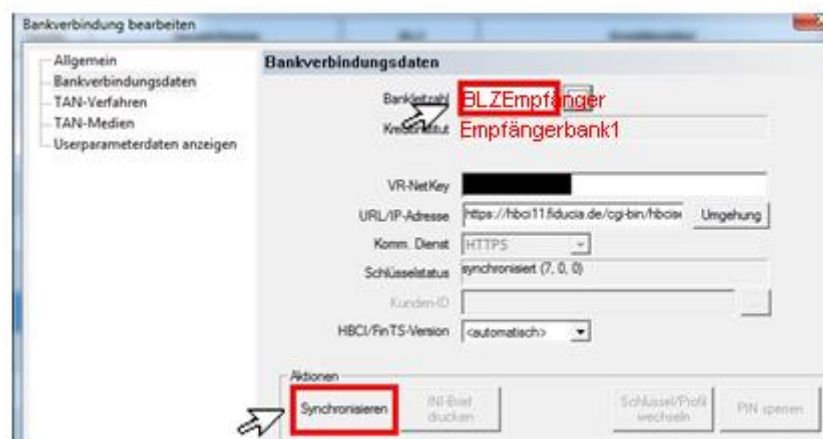 Bankverbindung bearbeiten
Allgemein
Bankverbindungsdaten
TAN-Verfahren
TAN-Medien
Userparameterdaten anzeigen
Bankverbindungsdaten
Bankleitzahl BLZEmpfänger
Kreditinstitut Empfängerbank1
VR-NetKey
URL/IP-Adresse https://hbci11.fiducia.de/cgi-bin/hbcise Umgehung
Komm. Dienst HTTPS
Schlüsselstatus synchronisiert (7, 0, 0)
Kunden-ID ...
HBCI/FinTS-Version <automatisch>
Aktionen
Synchronisieren INI-Brief drucken Schlüssel/Profil wechseln PIN sperren